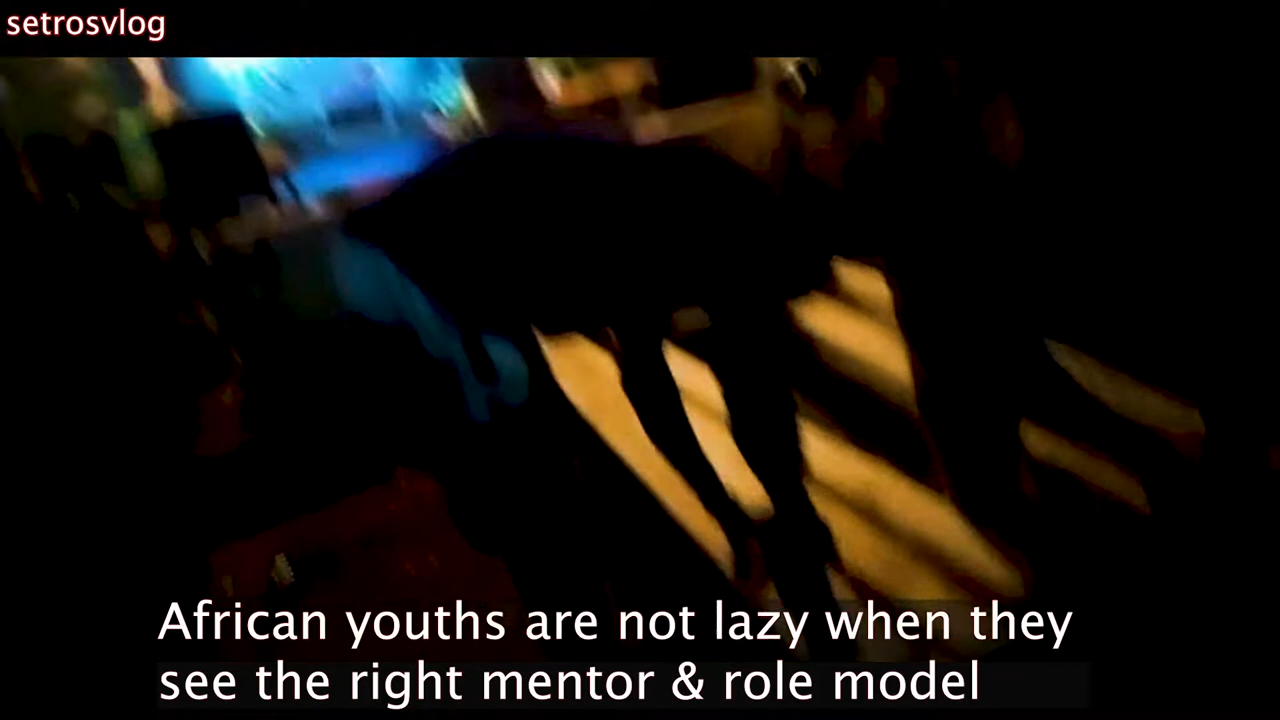 setrosvlog
African youths are not lazy when they
see the right mentor & role model